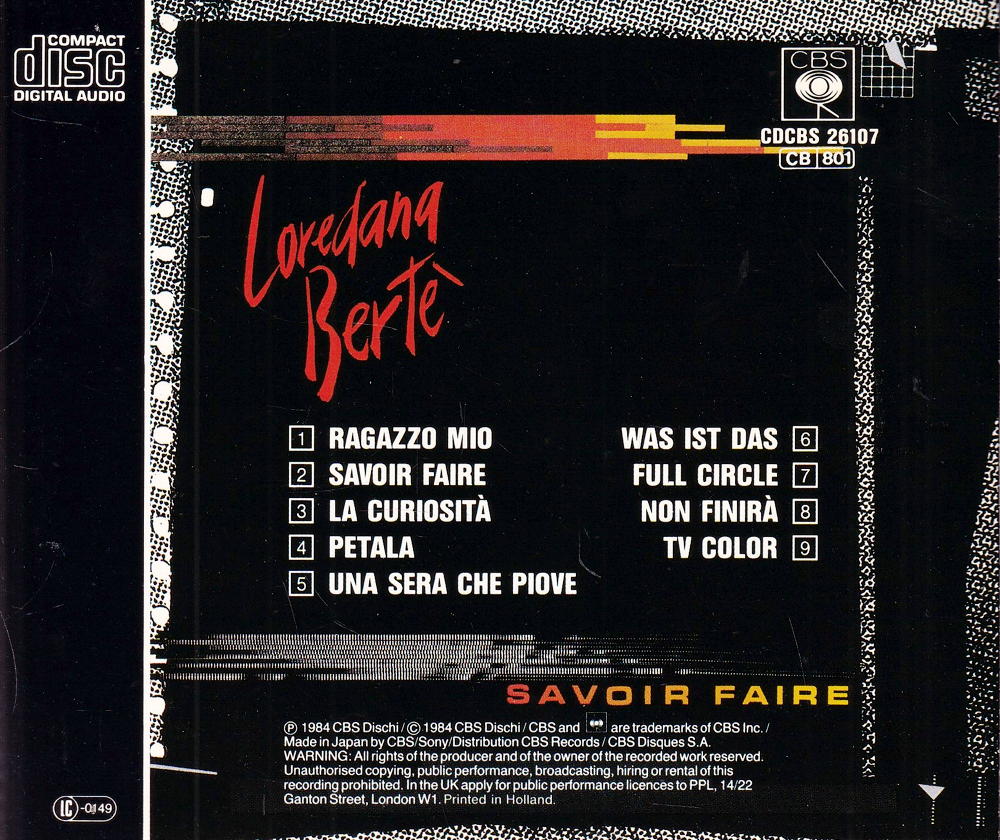 COMPACT
disc
DIGITAL AUDIO
CBS
CDCBS 26107
CB 801
Loredana
Bertè
1 RAGAZZO MIO
2 SAVOIR FAIRE
3 LA CURIOSITÀ
4 PETALA
5 UNA SERA CHE PIOVE
WAS IST DAS 6
FULL CIRCLE 7
NON FINIRÀ 8
TV COLOR 9
SAVOIR FAIRE
℗ 1984 CBS Dischi / © 1984 CBS Dischi / CBS and are trademarks of CBS Inc. /
Made in Japan by CBS/Sony/Distribution CBS Records / CBS Disques S.A.
WARNING: All rights of the producer and of the owner of the recorded work reserved.
Unauthorised copying, public performance, broadcasting, hiring or rental of this
recording prohibited. In the UK apply for public performance licences to PPL, 14/22
Ganton Street, London W1. Printed in Holland.
LC -0149